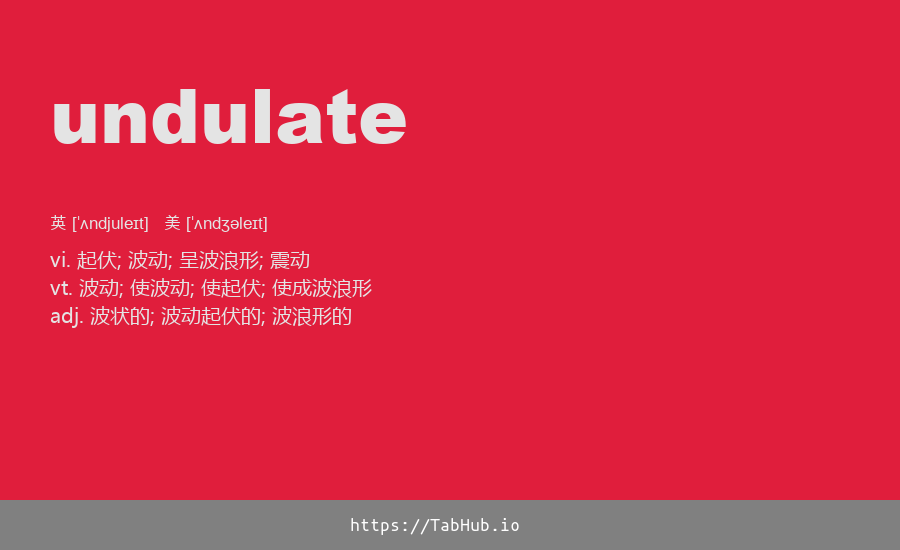 undulate
英 [ˈʌndjuleɪt] 美 [ˈʌndʒəleɪt]
vi. 起伏; 波动; 呈波浪形; 震动
vt. 波动; 使波动; 使起伏; 使成波浪形
adj. 波状的; 波动起伏的; 波浪形的
https://TabHub.io